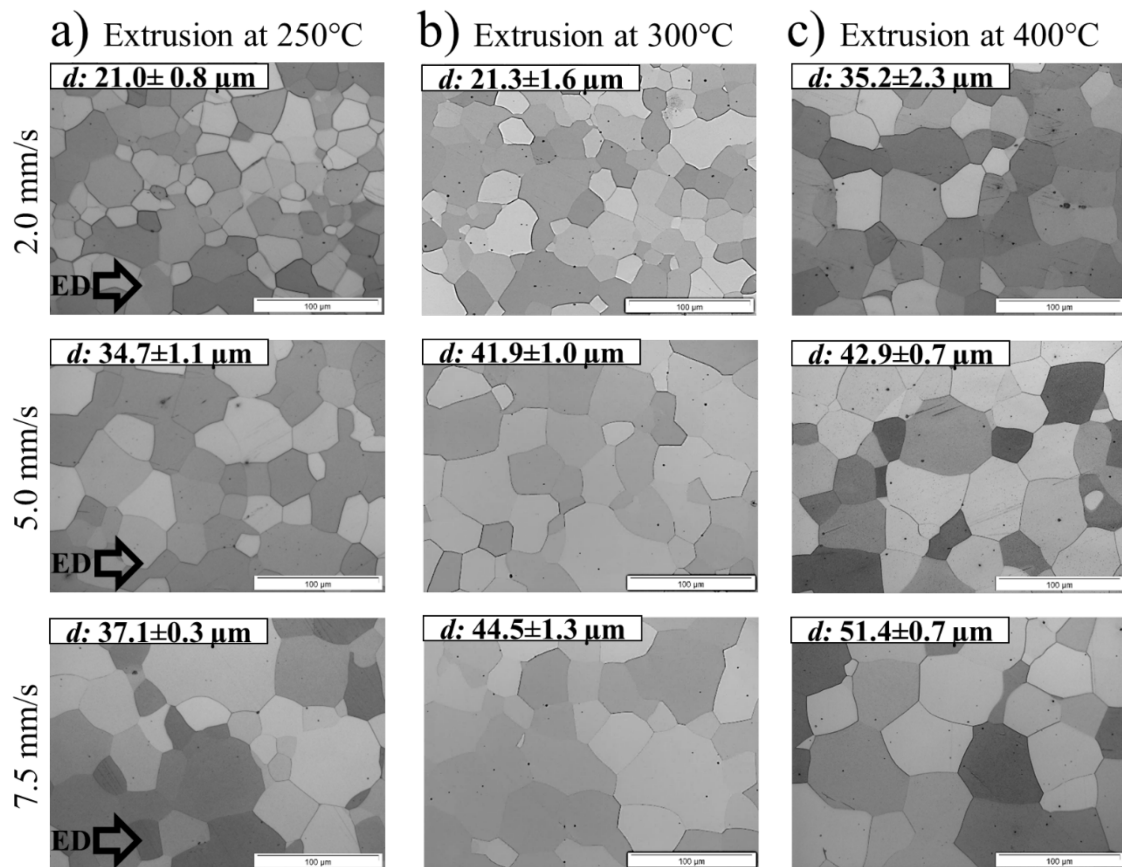 a) Extrusion at 250°C
b) Extrusion at 300°C
c) Extrusion at 400°C
2.0 mm/s
d: 21.0± 0.8 µm
ED
100 µm
d: 21.3±1.6 µm
100 µm
d: 35.2±2.3 µm
100 µm
5.0 mm/s
d: 34.7±1.1 µm
ED
100 µm
d: 41.9±1.0 µm
100 µm
d: 42.9±0.7 µm
100 µm
7.5 mm/s
d: 37.1±0.3 µm
ED
100 µm
d: 44.5±1.3 µm
100 µm
d: 51.4±0.7 µm
100 µm